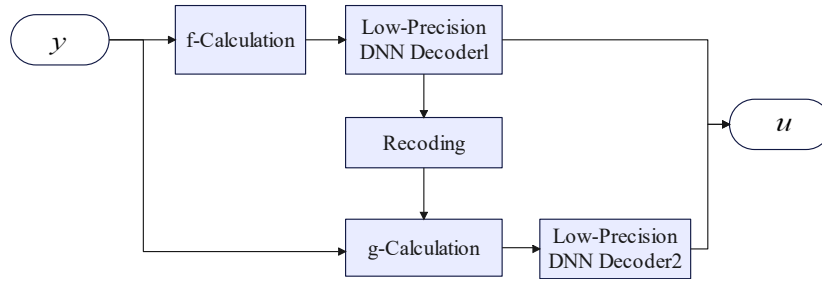 y
f-Calculation
Low-Precision
DNN Decoderl
Recoding
g-Calculation
Low-Precision
DNN Decoder2
u